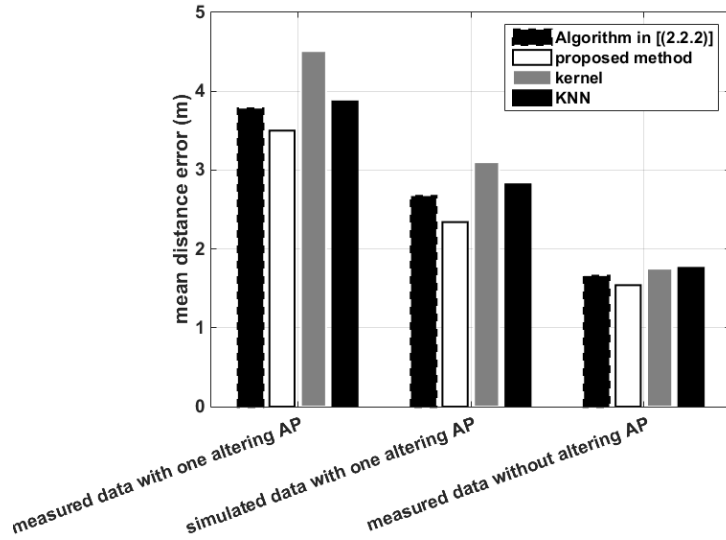 5
4
3
2
1
0
mean distance error (m)
Algorithm in [(2.2.2)]
proposed method
kernel
KNN
measured data with one altering AP
simulated data with one altering AP
measured data without altering AP